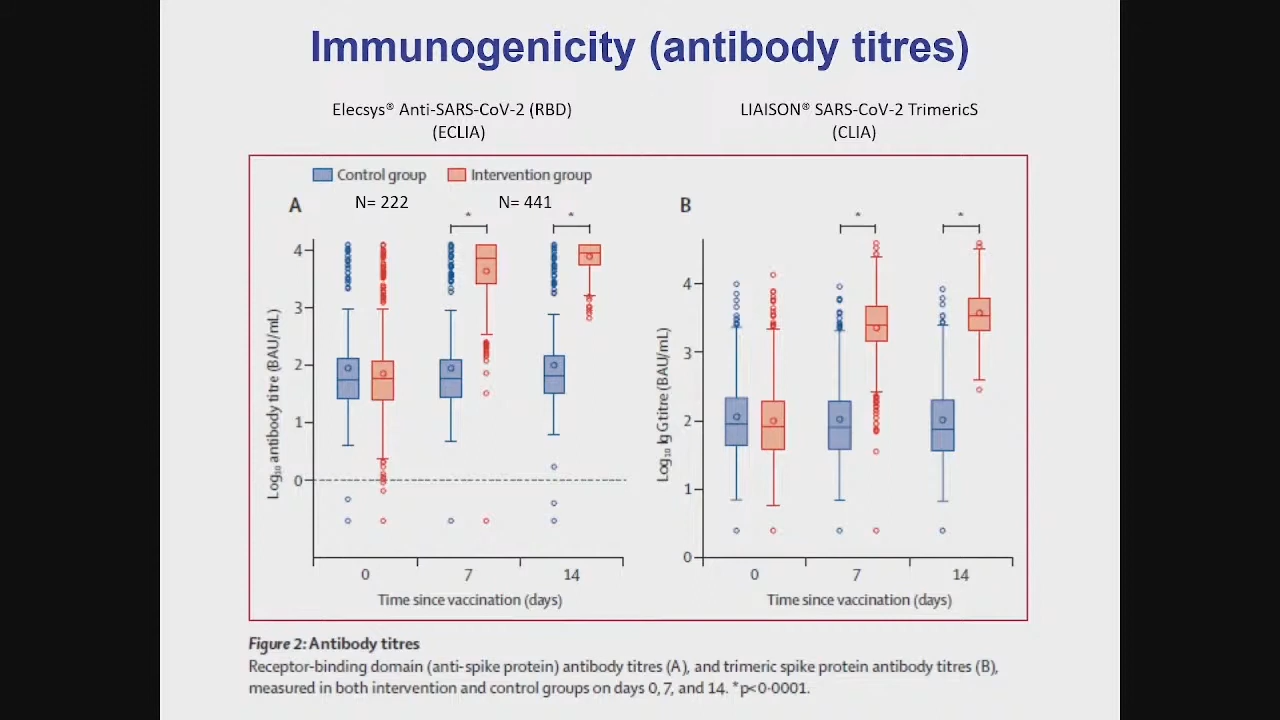 Immunogenicity (antibody titres)
Elecsys® Anti-SARS-CoV-2 (RBD)
(ECLIA)
LIAISON® SARS-CoV-2 TrimericS
(CLIA)
Control group
Intervention group
A
N= 222
N= 441
*
*
Log₁₀ antibody titre (BAU/mL)
4
3
2
1
0
0
7
14
Time since vaccination (days)
B
*
*
Log₁₀ IgG titre (BAU/mL)
4
3
2
1
0
0
7
14
Time since vaccination (days)
Figure 2: Antibody titres
Receptor-binding domain (anti-spike protein) antibody titres (A), and trimeric spike protein antibody titres (B),
measured in both intervention and control groups on days 0, 7, and 14. *p<0·0001.